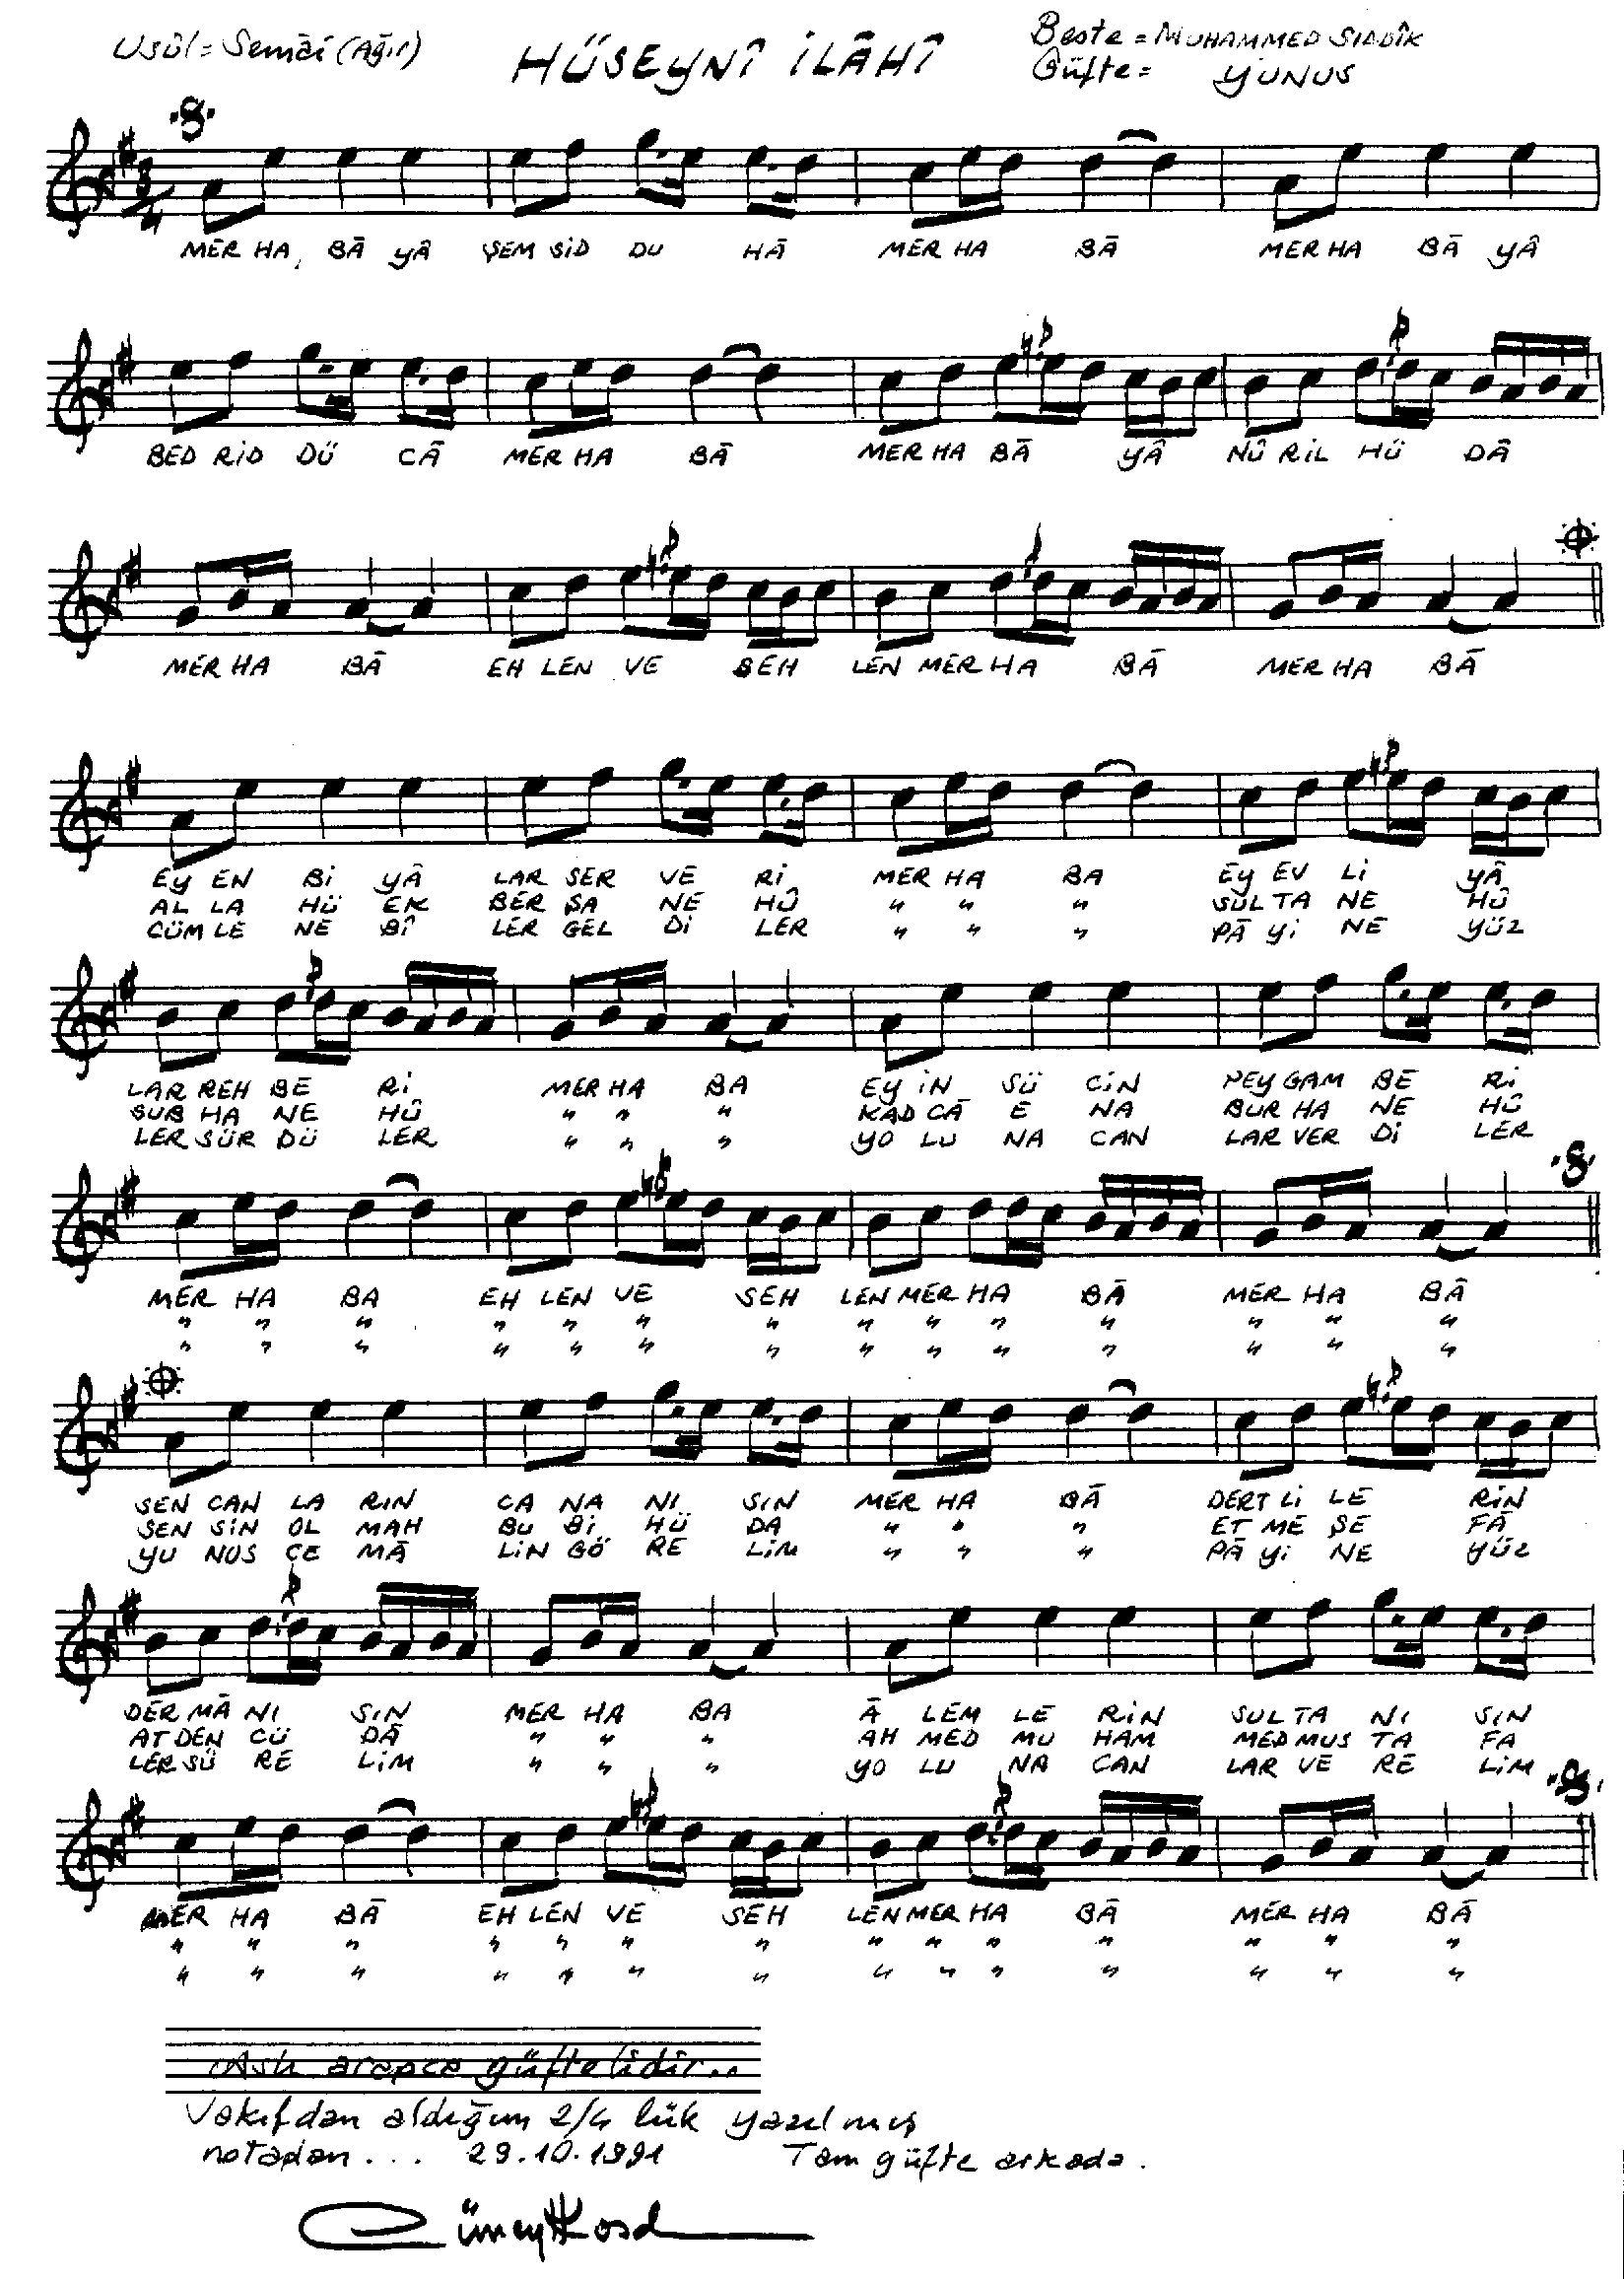 Usûl = Semâi (Ağır)
HÜSEYNÎ İLÂHÎ
Beste = MUHAMMED SIDDÎK
Güfte = YUNUS
3/4
MER HA BÂ YÂ ŞEM SİD DU HÂ MER HA BÂ MER HA BÂ YÂ
BED RİD DÜ CÂ MER HA BÂ MER HA BÂ YÂ NÛ RİL HÜ DÂ
MER HA BÂ EH LEN VE SEH LEN MER HA BÂ MER HA BÂ
EY EN Bİ YÂ LAR SER VE Rİ MER HA BA EY EV Lİ YÂ
AL LA HÜ EK BER ŞA NE HÛ " " " SUL TA NE HÛ
CÜM LE NE BÎ LER GEL Dİ LER " " " PÂ Yİ NE YÜZ
LAR REH BE Rİ MER HA BA EY İN SÜ CİN PEY GAM BE Rİ
SUB HA NE HÛ " " " KAD CÂ E NA BUR HA NE HÛ
LER SÜR DÜ LER " " " YO LU NA CAN LAR VER Dİ LER
MER HA BA EH LEN VE SEH LEN MER HA BÂ MER HA BÂ
" " " " " " " " " " " " " "
" " " " " " " " " " " " " "
SEN CAN LA RIN CA NA NI SIN MER HA BÂ DERT Lİ LE RİN
SEN SİN OL MAH BU Bİ HÜ DA " " " ET ME ŞE FÂ
YU NUS CE MÂ LİN GÖ RE LİM " " " PÂ Yİ NE YÜZ
DER MÂ NI SIN MER HA BA Â LEM LE RİN SUL TA NI SIN
AT DEN CÜ DÂ " " " AH MED MU HAM MED MUS TA FA
LER SÜ RE LİM " " " YO LU NA CAN LAR VE RE LİM
MER HA BÂ EH LEN VE SEH LEN MER HA BÂ MER HA BÂ
" " " " " " " " " " " " " "
" " " " " " " " " " " " " "
Aslı arapça güftelidir..
Vakıfdan aldığım 2/4 lük yazılmış
notadan... 29.10.1991 Tam güfte arkada.
Cüneyt Kosal